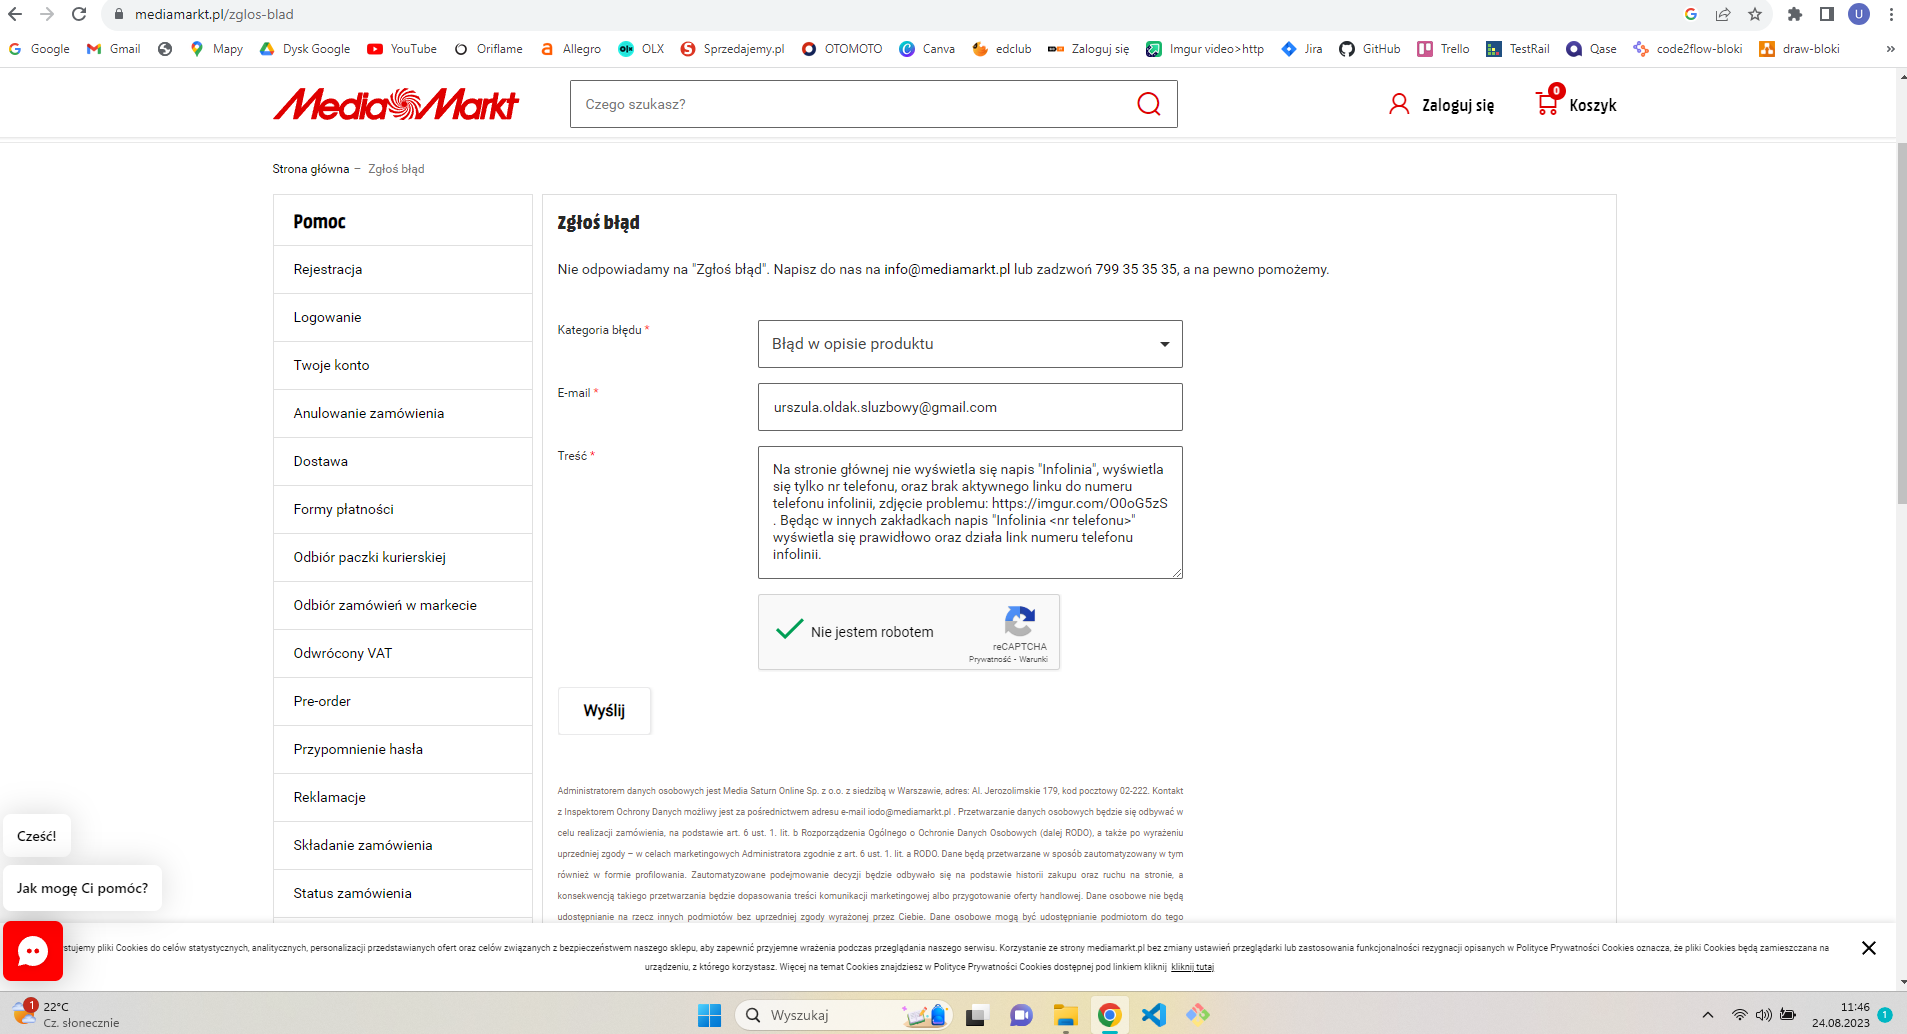 mediamarkt.pl/zglos-blad
U
Google
Gmail
Mapy
Dysk Google
YouTube
Oriflame
Allegro
OLX
Sprzedajemy.pl
OTOMOTO
Canva
edclub
Zaloguj się
Imgur video>http
Jira
GitHub
Trello
TestRail
Qase
code2flow-bloki
draw-bloki
»
MediaMarkt
Czego szukasz?
Zaloguj się
0
Koszyk
Strona główna – Zgłoś błąd
Pomoc
Rejestracja
Logowanie
Twoje konto
Anulowanie zamówienia
Dostawa
Formy płatności
Odbiór paczki kurierskiej
Odbiór zamówień w markecie
Odwrócony VAT
Pre-order
Przypomnienie hasła
Reklamacje
Składanie zamówienia
Status zamówienia
Zgłoś błąd
Nie odpowiadamy na "Zgłoś błąd". Napisz do nas na info@mediamarkt.pl lub zadzwoń 799 35 35 35, a na pewno pomożemy.
Kategoria błędu *
Błąd w opisie produktu
E-mail *
urszula.oldak.sluzbowy@gmail.com
Treść *
Na stronie głównej nie wyświetla się napis "Infolinia", wyświetla
się tylko nr telefonu, oraz brak aktywnego linku do numeru
telefonu infolinii, zdjęcie problemu: https://imgur.com/O0oG5zS
. Będąc w innych zakładkach napis "Infolinia <nr telefonu>"
wyświetla się prawidłowo oraz działa link numeru telefonu
infolinii.
Nie jestem robotem
reCAPTCHA
Prywatność - Warunki
Wyślij
Administratorem danych osobowych jest Media Saturn Online Sp. z o.o. z siedzibą w Warszawie, adres: Al. Jerozolimskie 179, kod pocztowy 02-222. Kontakt
z Inspektorem Ochrony Danych możliwy jest za pośrednictwem adresu e-mail iodo@mediamarkt.pl . Przetwarzanie danych osobowych będzie się odbywać w
celu realizacji zamówienia, na podstawie art. 6 ust. 1. lit. b Rozporządzenia Ogólnego o Ochronie Danych Osobowych (dalej RODO), a także po wyrażeniu
uprzedniej zgody – w celach marketingowych Administratora zgodnie z art. 6 ust. 1. lit. a RODO. Dane będą przetwarzane w sposób zautomatyzowany w tym
również w formie profilowania. Zautomatyzowane podejmowanie decyzji będzie odbywało się na podstawie historii zakupu oraz ruchu na stronie, a
konsekwencją takiego przetwarzania będzie dopasowania treści komunikacji marketingowej albo przygotowanie oferty handlowej. Dane osobowe nie będą
udostępnianie na rzecz innych podmiotów bez uprzedniej zgody wyrażonej przez Ciebie. Dane osobowe mogą być udostępnianie podmiotom do tego
Cześć!
Jak mogę Ci pomóc?
stujemy pliki Cookies do celów statystycznych, analitycznych, personalizacji przedstawianych ofert oraz celów związanych z bezpieczeństwem naszego sklepu, aby zapewnić przyjemne wrażenia podczas przeglądania naszego serwisu. Korzystanie ze strony mediamarkt.pl bez zmiany ustawień przeglądarki lub zastosowania funkcjonalności rezygnacji opisanych w Polityce Prywatności Cookies oznacza, że pliki Cookies będą zamieszczana na
urządzeniu, z którego korzystasz. Więcej na temat Cookies znajdziesz w Polityce Prywatności Cookies dostępnej pod linkiem kliknij kliknij tutaj
1
22°C
Cz. słonecznie
Wyszukaj
11:46
24.08.2023
1